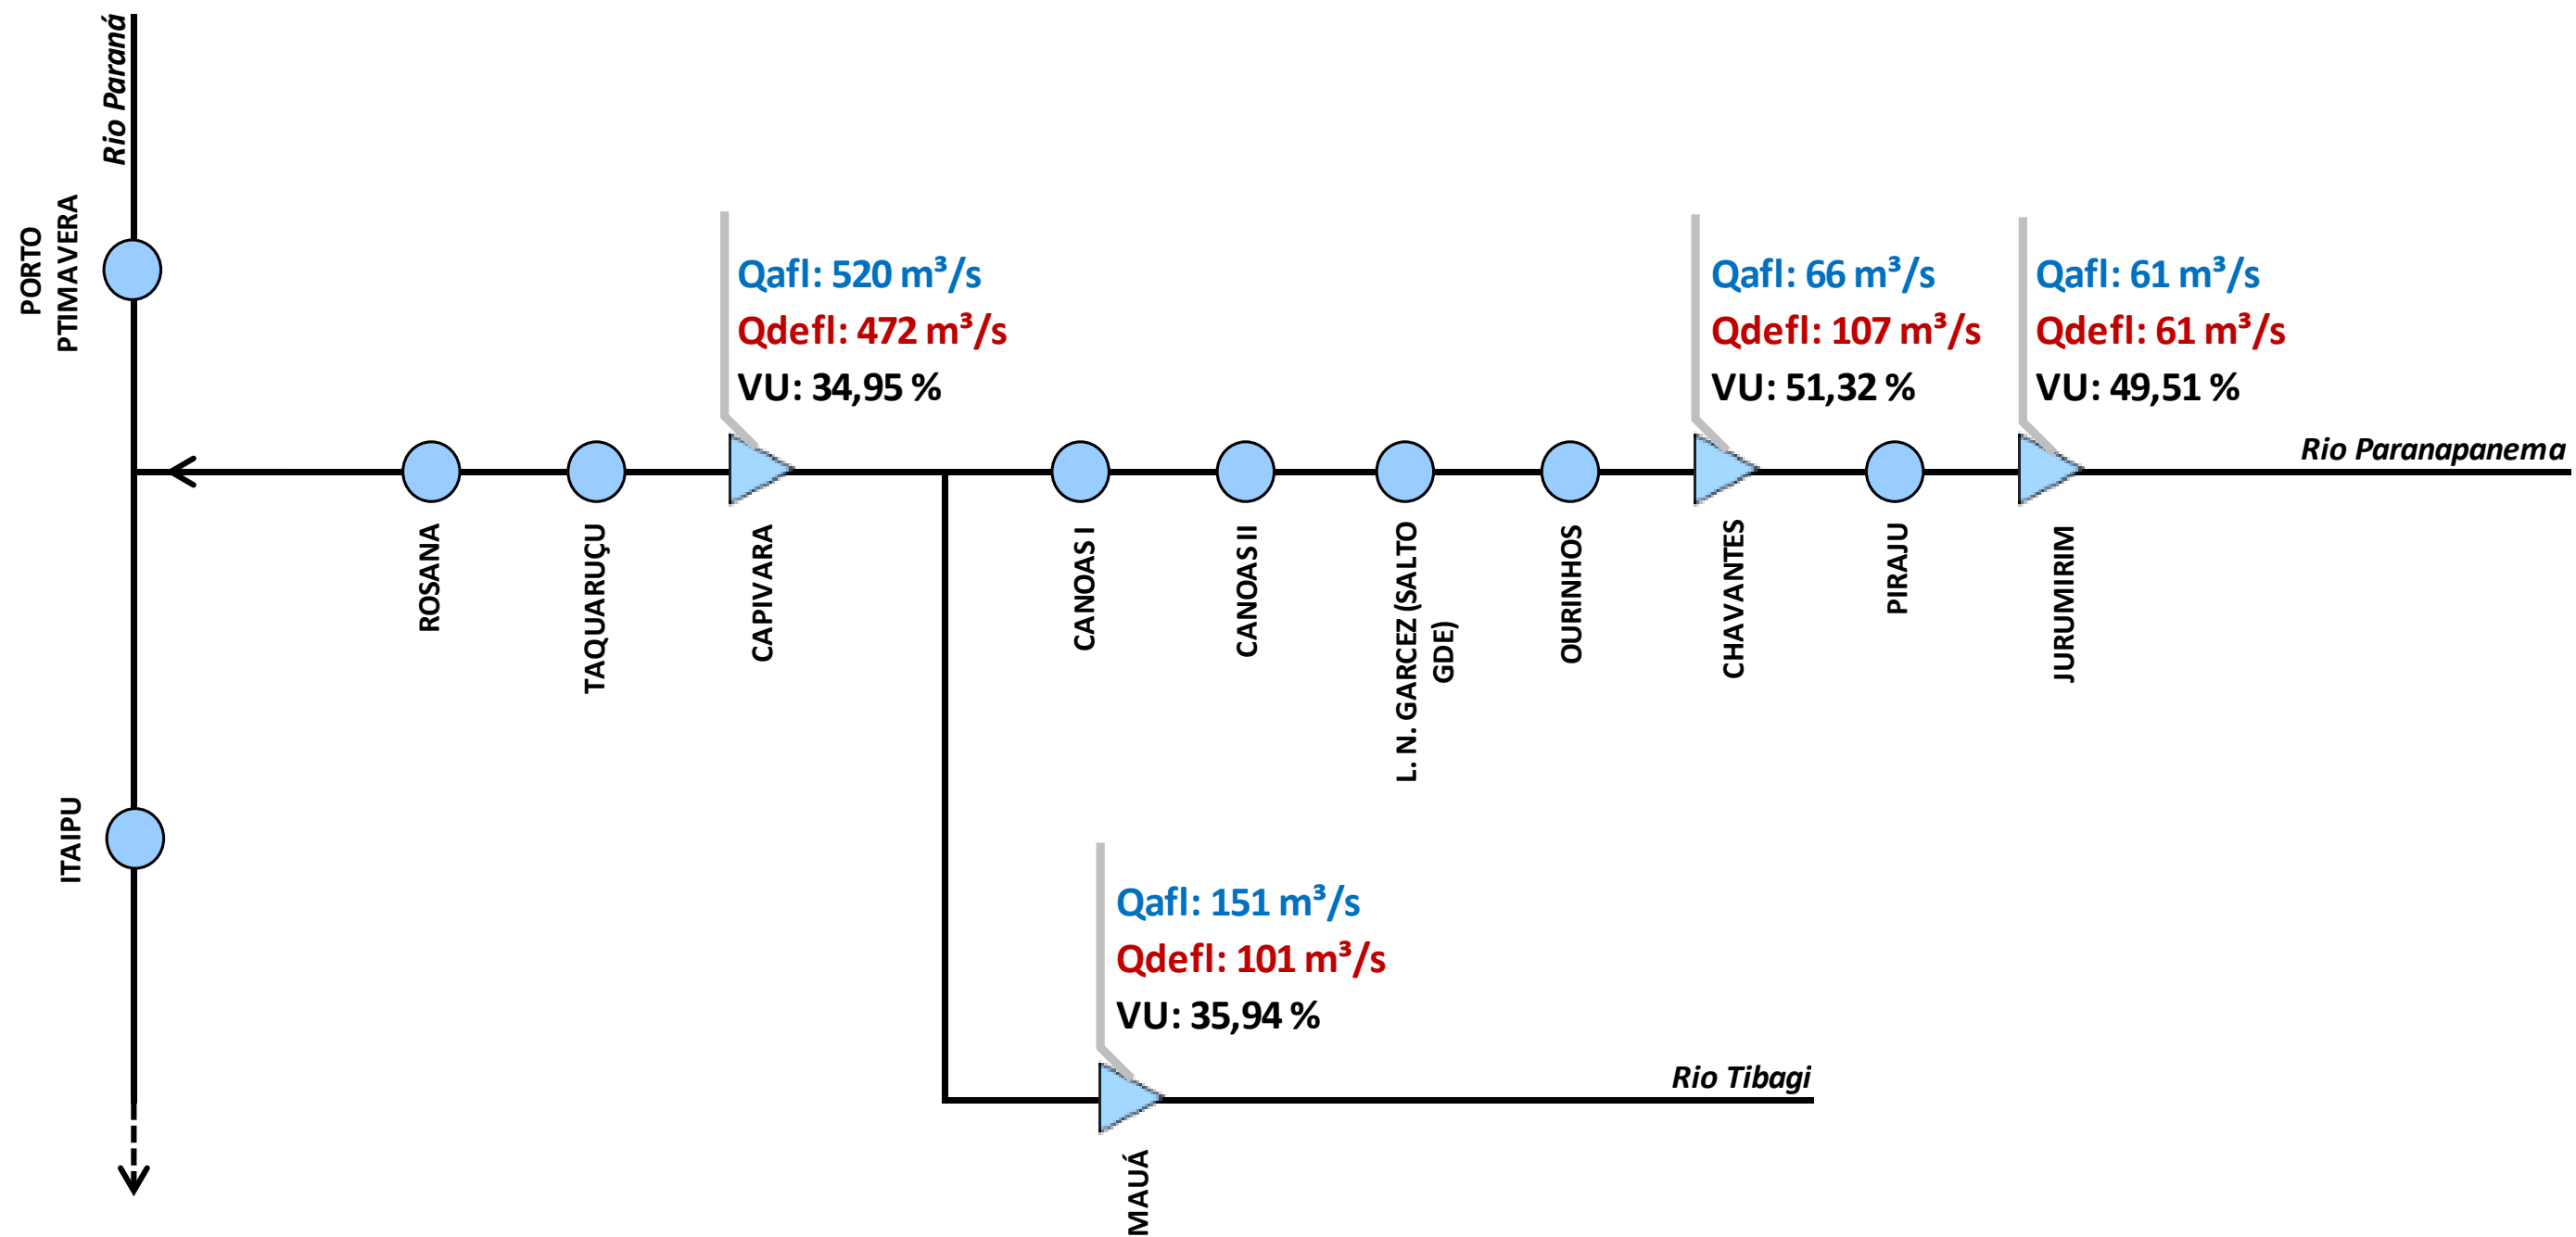 Rio Paraná
PORTO
PTIMAVERA
Qafl: 520 m³/s
Qdefl: 472 m³/s
VU: 34,95 %
Qafl: 66 m³/s
Qdefl: 107 m³/s
VU: 51,32 %
Qafl: 61 m³/s
Qdefl: 61 m³/s
VU: 49,51 %
Rio Paranapanema
ROSANA
TAQUARUÇU
CAPIVARA
CANOAS I
CANOAS II
L. N. GARCEZ (SALTO
GDE)
OURINHOS
CHAVANTES
PIRAJU
JURUMIRIM
ITAIPU
Qafl: 151 m³/s
Qdefl: 101 m³/s
VU: 35,94 %
Rio Tibagi
MAUÁ